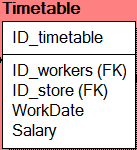 Timetable
ID_timetable
ID_workers (FK)
ID_store (FK)
WorkDate
Salary